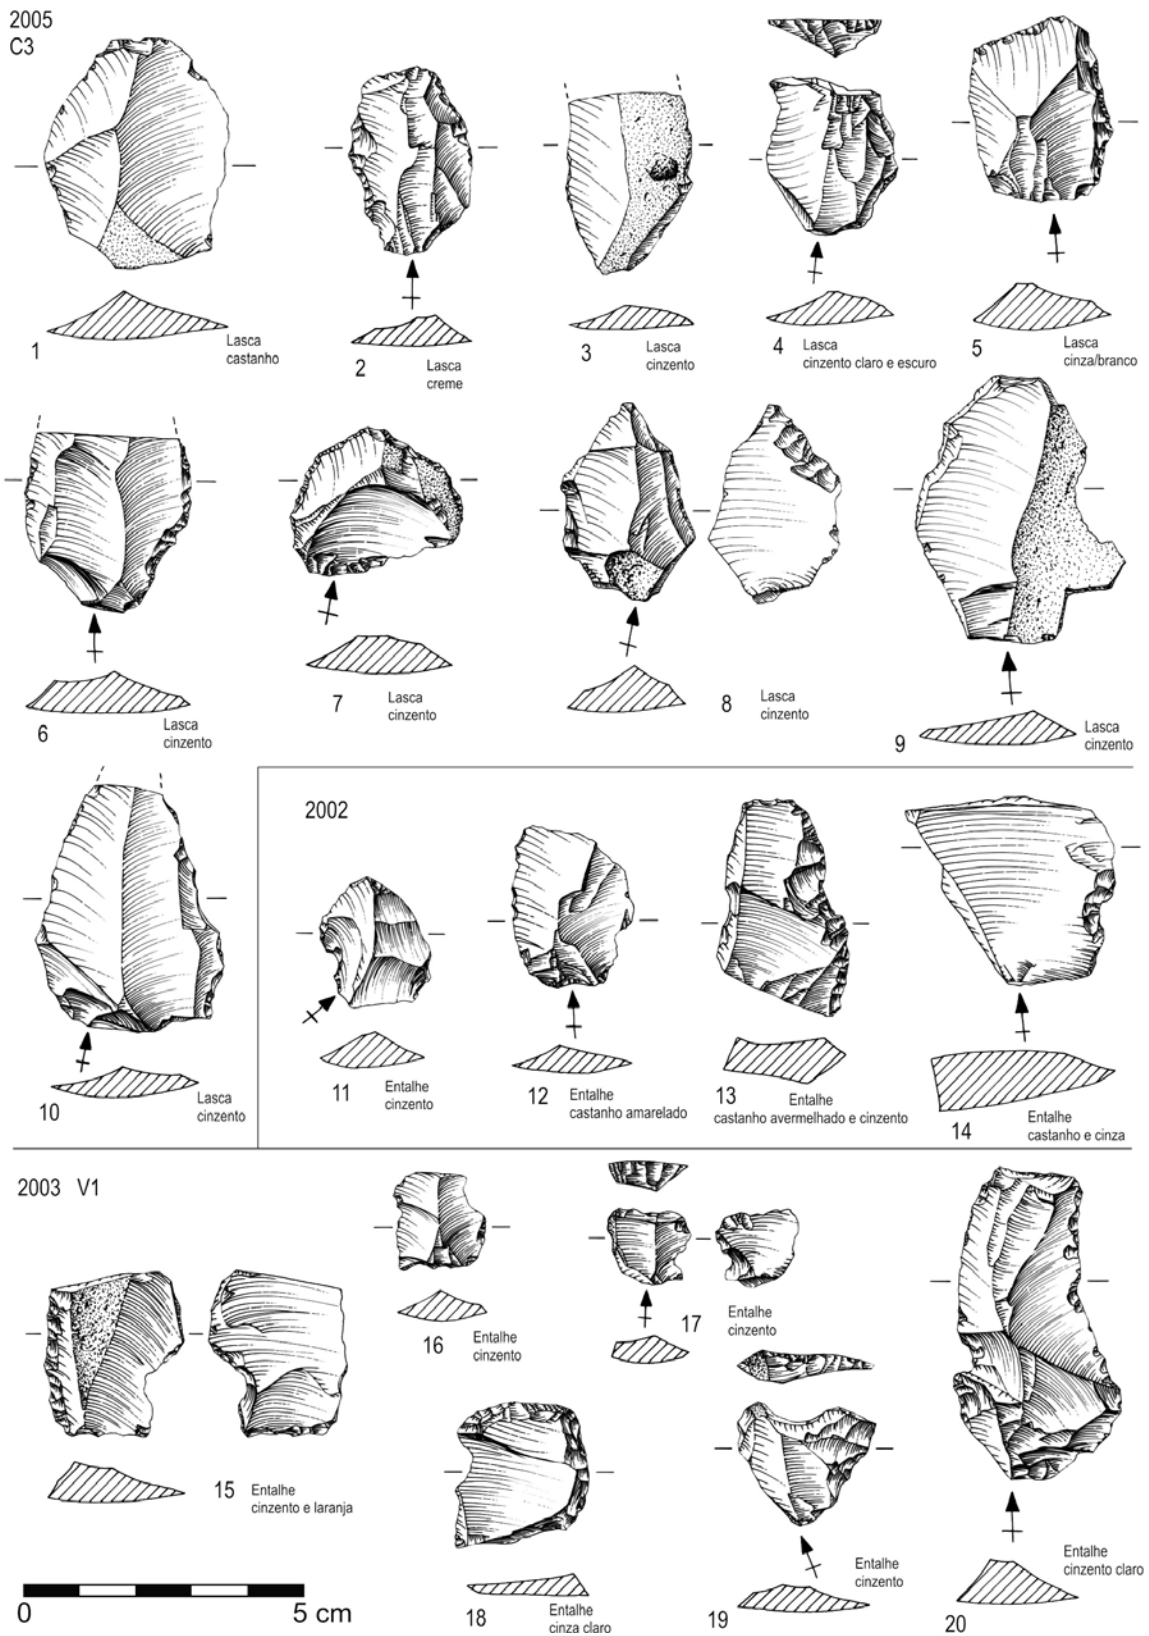 2005
C3
1
Lasca
castanho
2
Lasca
creme
3
Lasca
cinzento
4
Lasca
cinzento claro e escuro
5
Lasca
cinza/branco
6
Lasca
cinzento
7
Lasca
cinzento
8
Lasca
cinzento
9
Lasca
cinzento
10
Lasca
cinzento
2002
11
Entalhe
cinzento
12
Entalhe
castanho amarelado
13
Entalhe
castanho avermelhado e cinzento
14
Entalhe
castanho e cinza
2003 V1
15
Entalhe
cinzento e laranja
16
Entalhe
cinzento
17
Entalhe
cinzento
18
Entalhe
cinza claro
19
Entalhe
cinzento
20
Entalhe
cinzento claro
0 5 cm